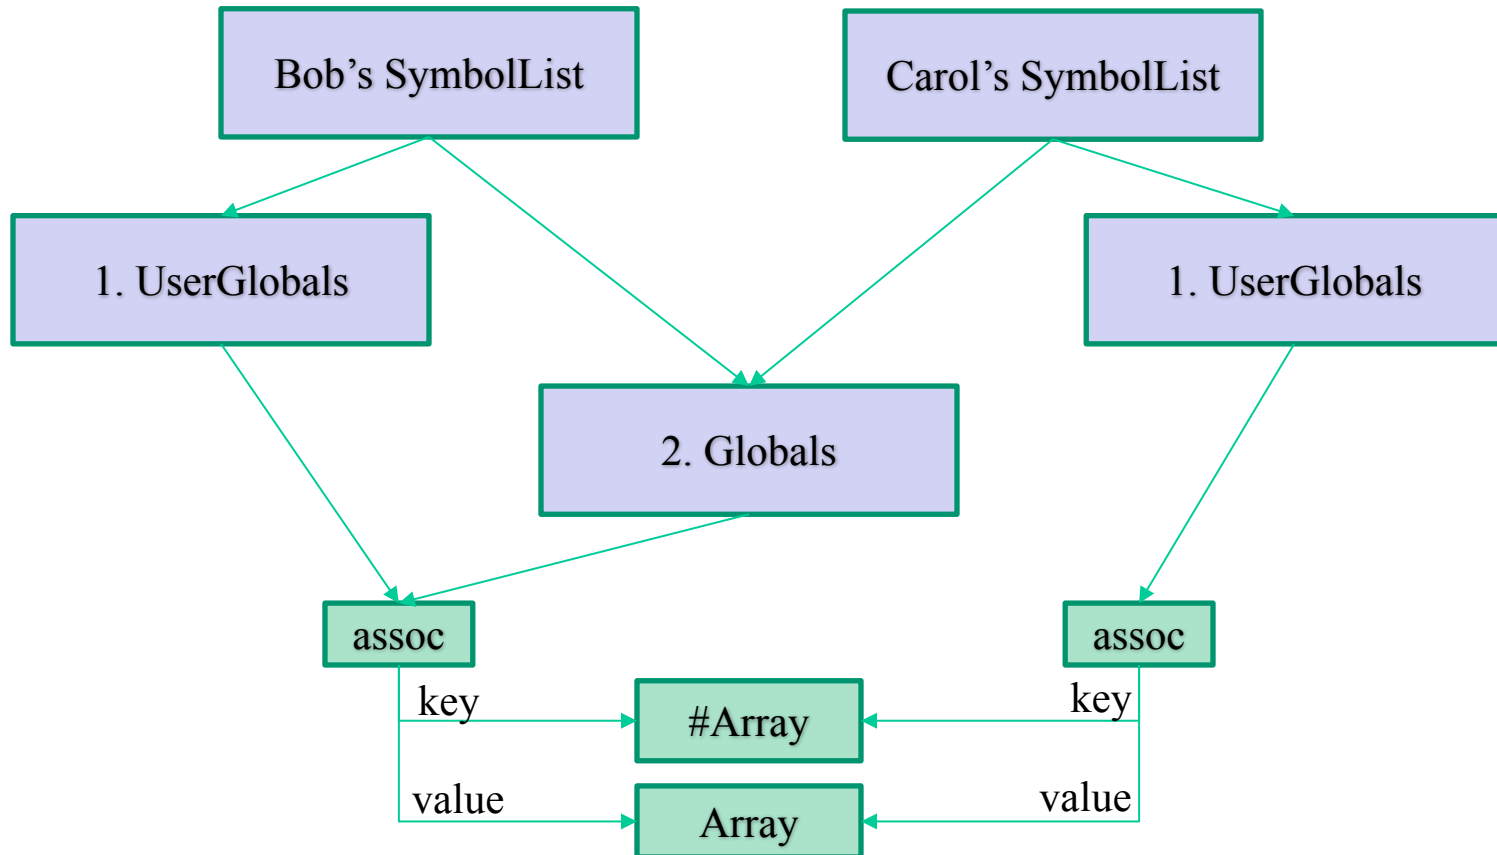 Bob’s SymbolList
Carol’s SymbolList
1. UserGlobals
1. UserGlobals
2. Globals
assoc
assoc
key
key
#Array
value
value
Array